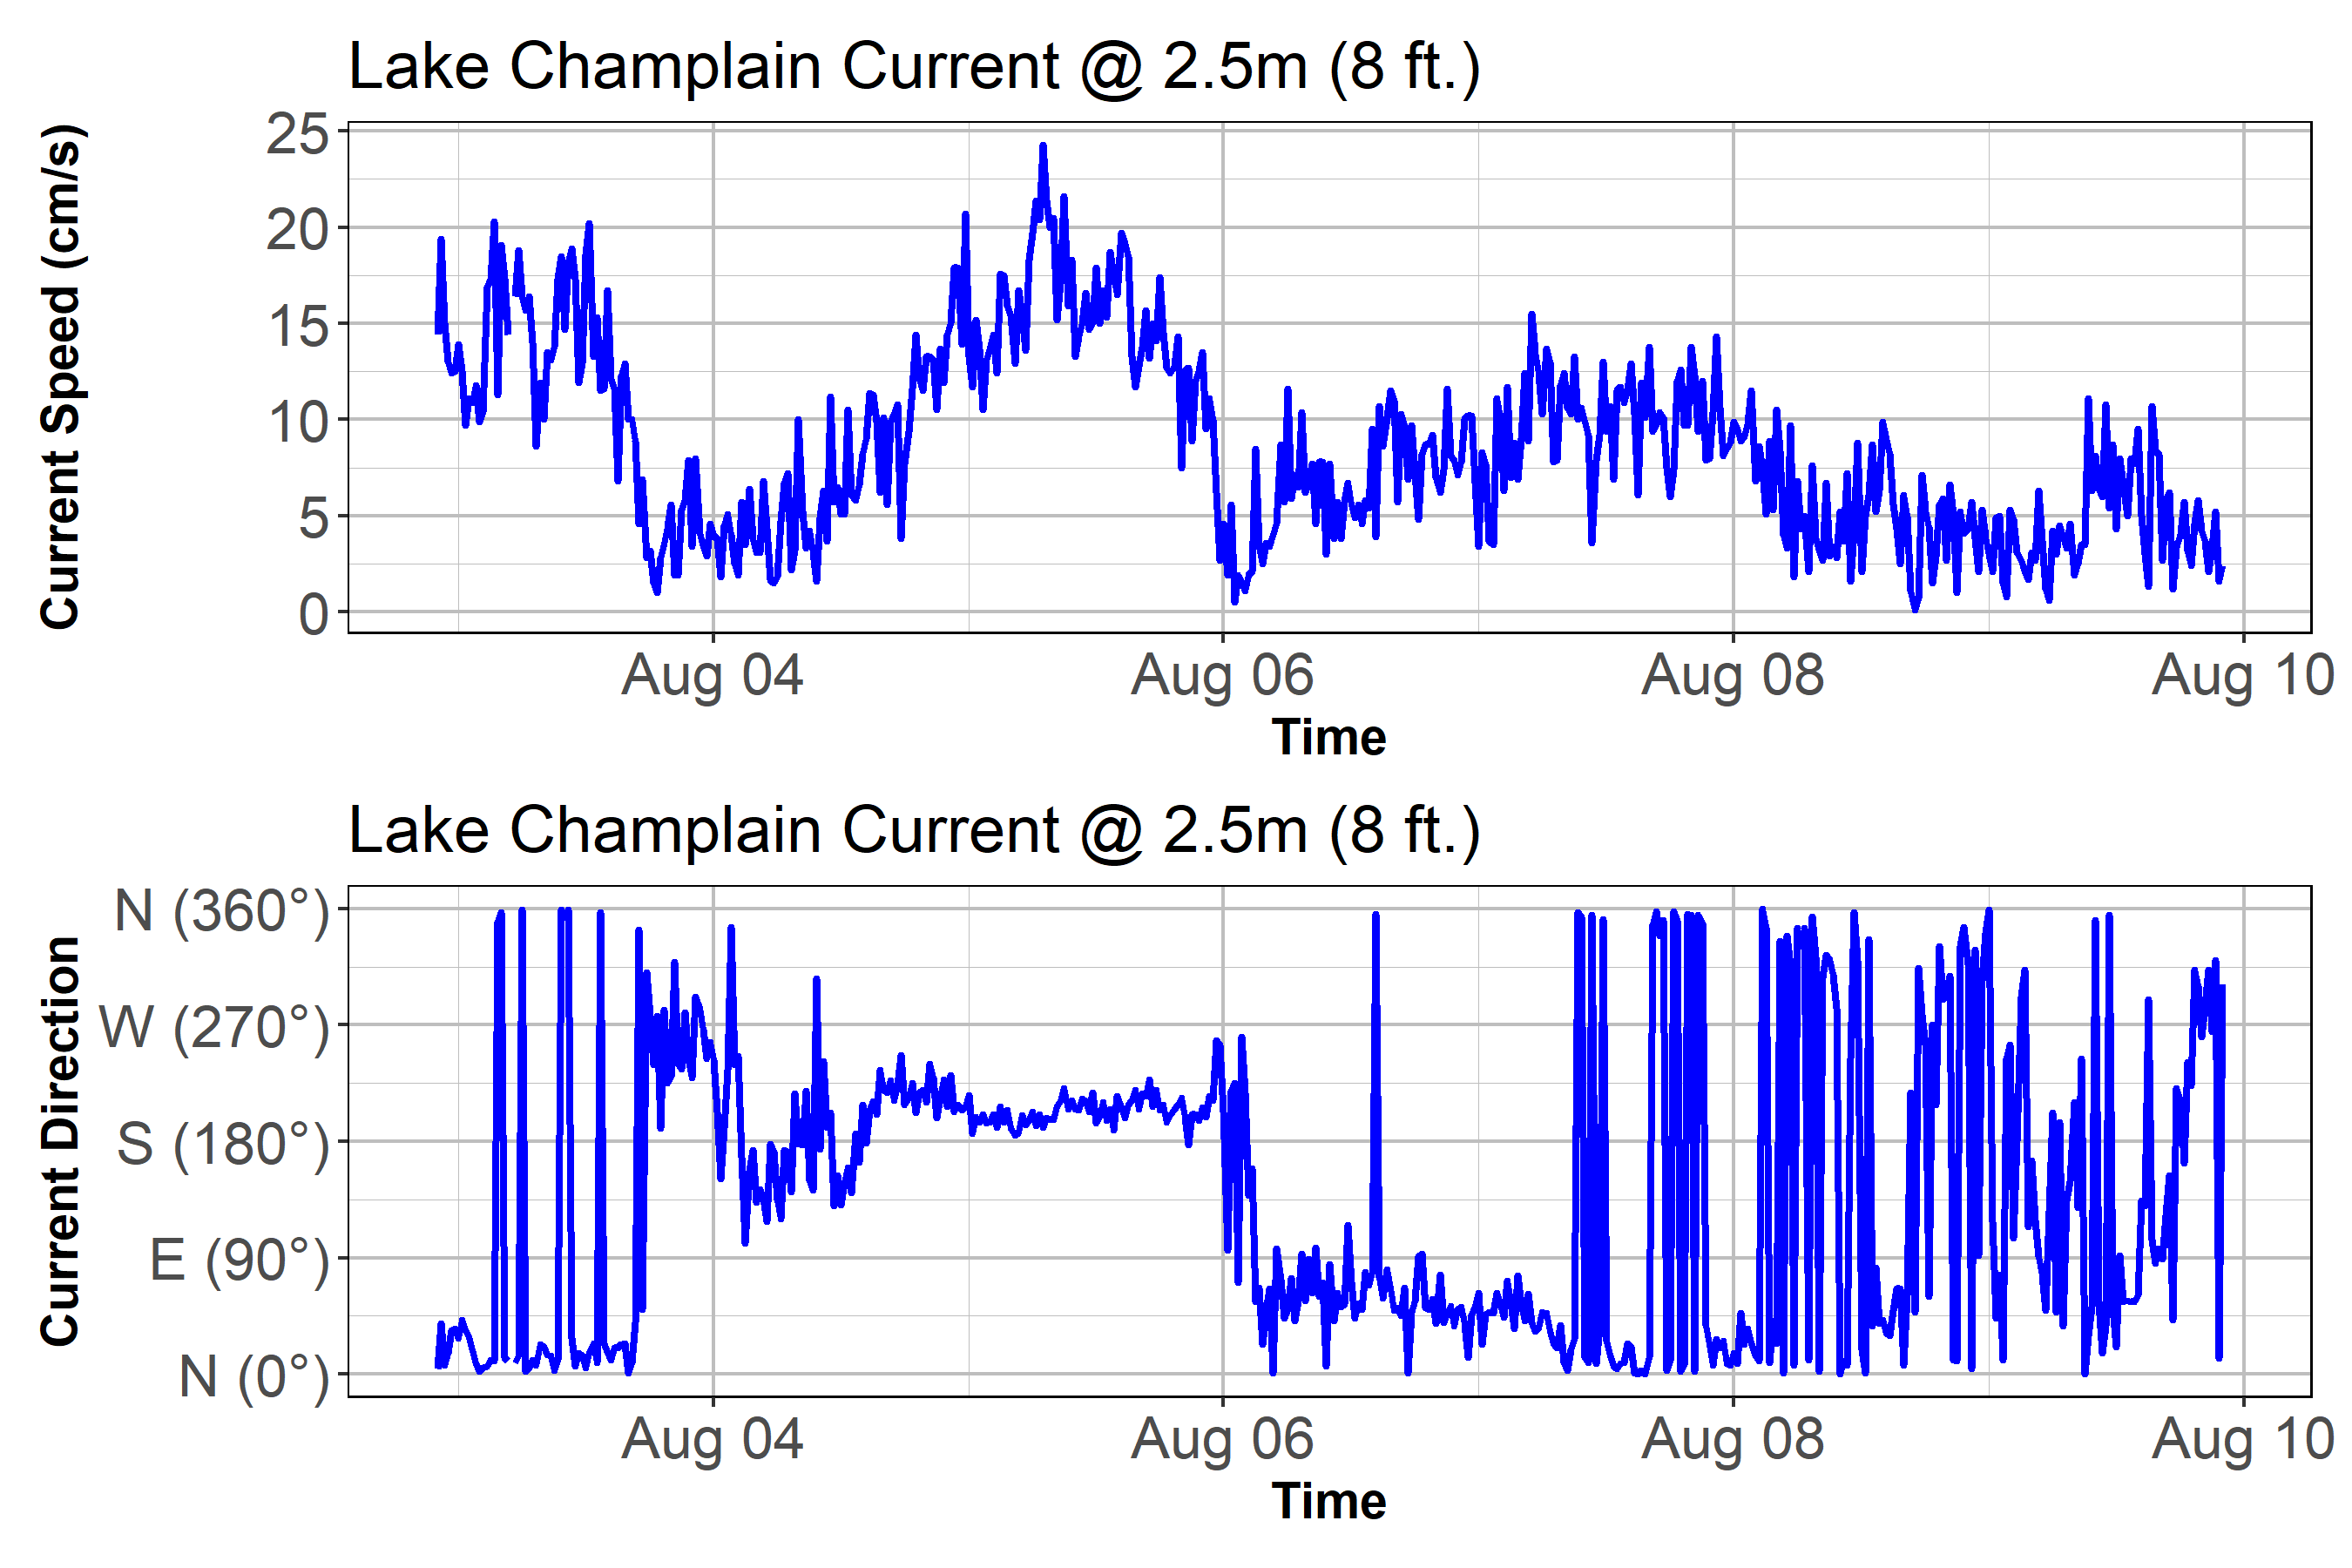 Lake Champlain Current @ 2.5m (8 ft.)
Current Speed (cm/s)
25
20
15
10
5
0
Aug 04 Aug 06 Aug 08 Aug 10
Time
Lake Champlain Current @ 2.5m (8 ft.)
Current Direction
N (360°)
W (270°)
S (180°)
E (90°)
N (0°)
Aug 04 Aug 06 Aug 08 Aug 10
Time